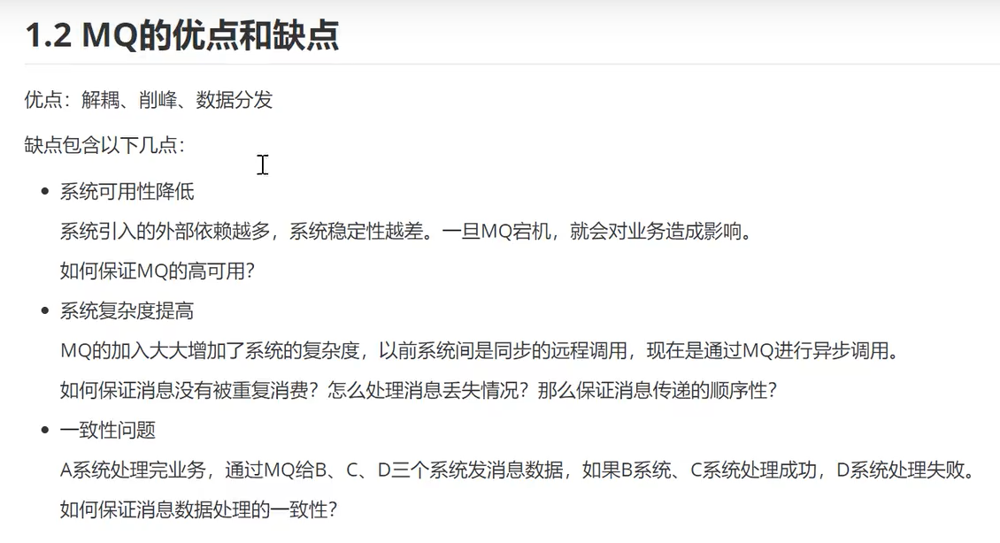 1.2 MQ的优点和缺点
优点：解耦、削峰、数据分发
缺点包含以下几点：
系统可用性降低
系统引入的外部依赖越多，系统稳定性越差。一旦MQ宕机，就会对业务造成影响。
如何保证MQ的高可用？
系统复杂度提高
MQ的加入大大增加了系统的复杂度，以前系统间是同步的远程调用，现在是通过MQ进行异步调用。
如何保证消息没有被重复消费？怎么处理消息丢失情况？那么保证消息传递的顺序性？
一致性问题
A系统处理完业务，通过MQ给B、C、D三个系统发消息数据，如果B系统、C系统处理成功，D系统处理失败。
如何保证消息数据处理的一致性？